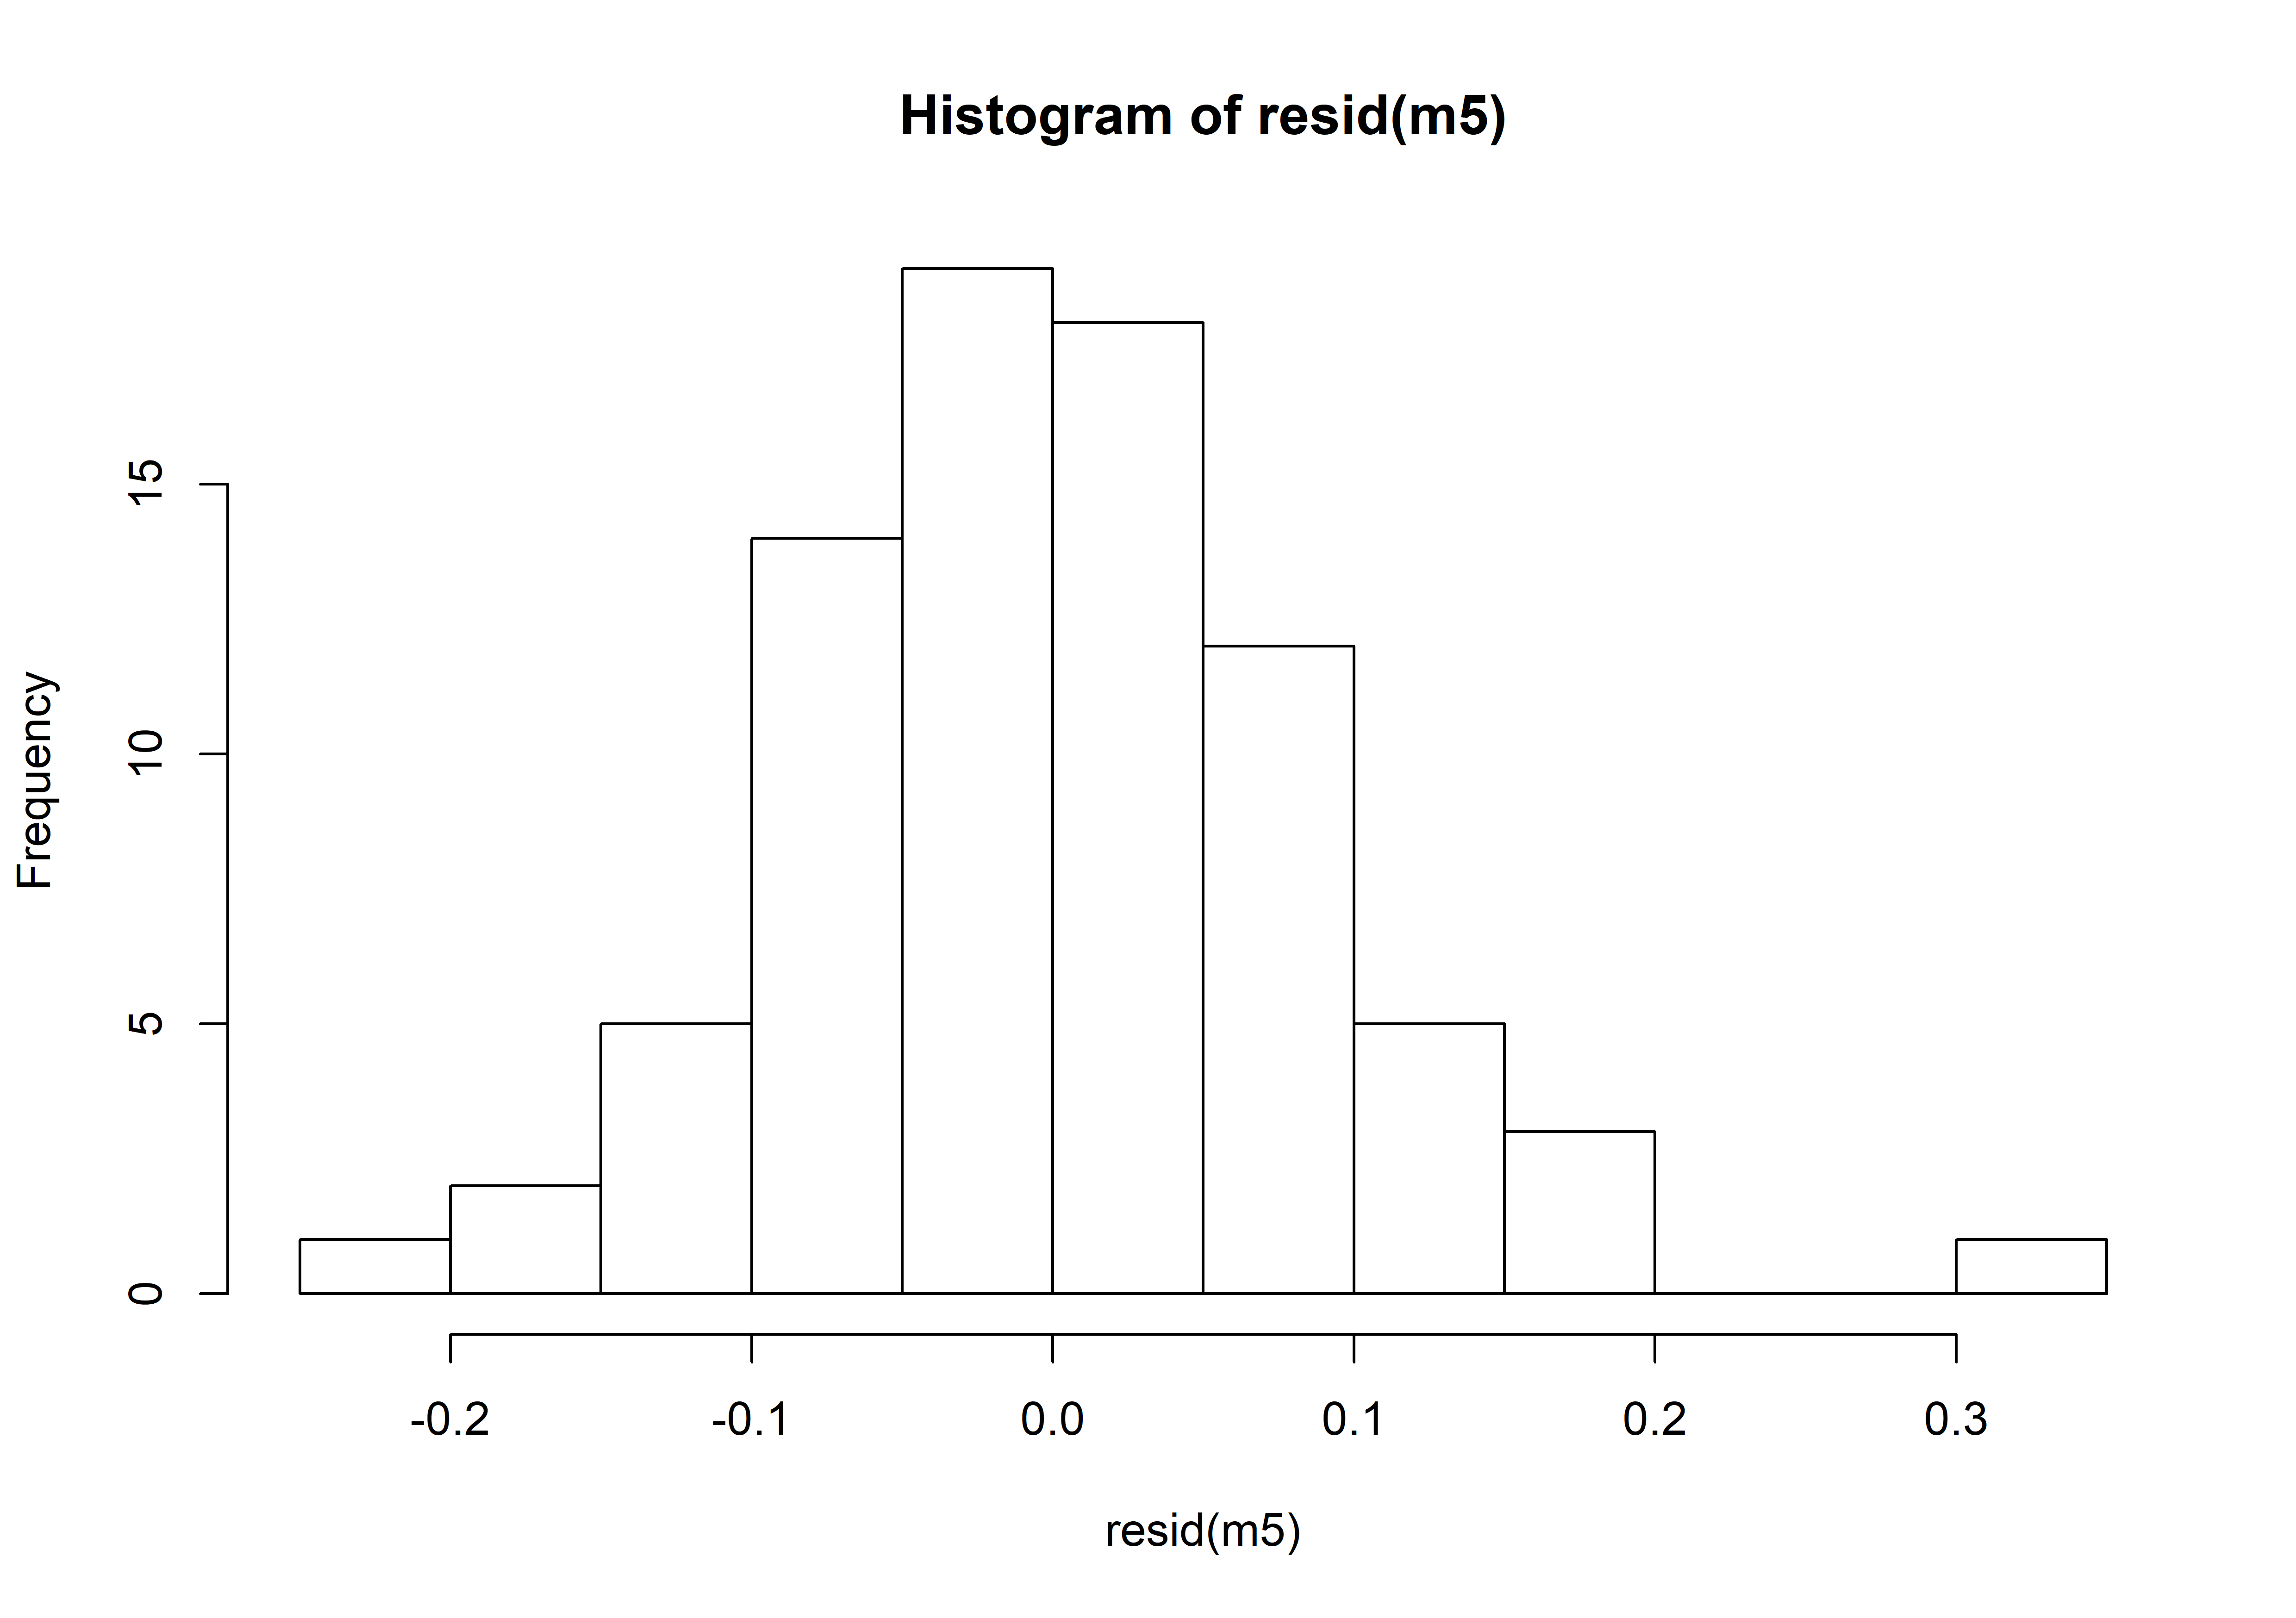 Histogram of resid(m5)
Frequency
15
10
5
0
-0.2 -0.1 0.0 0.1 0.2 0.3
resid(m5)